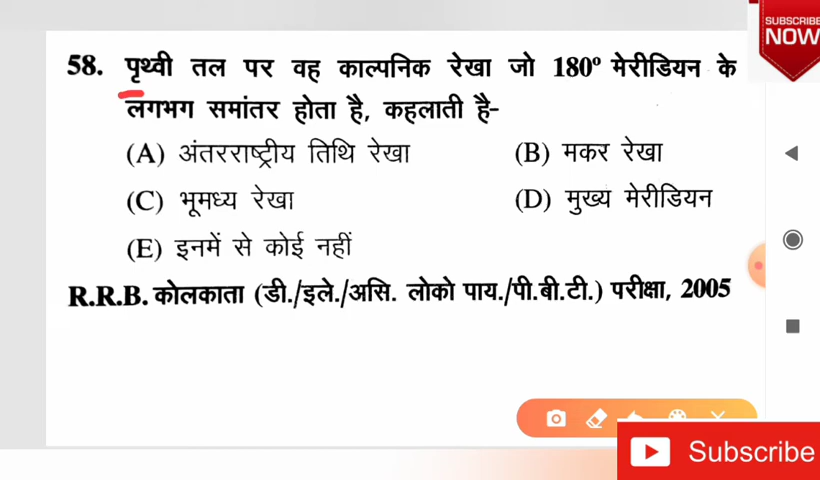 SUBSCRIBE
NOW
58. पृथ्वी तल पर वह काल्पनिक रेखा जो 180° मेरीडियन के
लगभग समांतर होता है, कहलाती है-
(A) अंतरराष्ट्रीय तिथि रेखा (B) मकर रेखा
(C) भूमध्य रेखा (D) मुख्य मेरीडियन
(E) इनमें से कोई नहीं
R.R.B. कोलकाता (डी./इले./असि. लोको पाय./पी.बी.टी.) परीक्षा, 2005
Subscribe